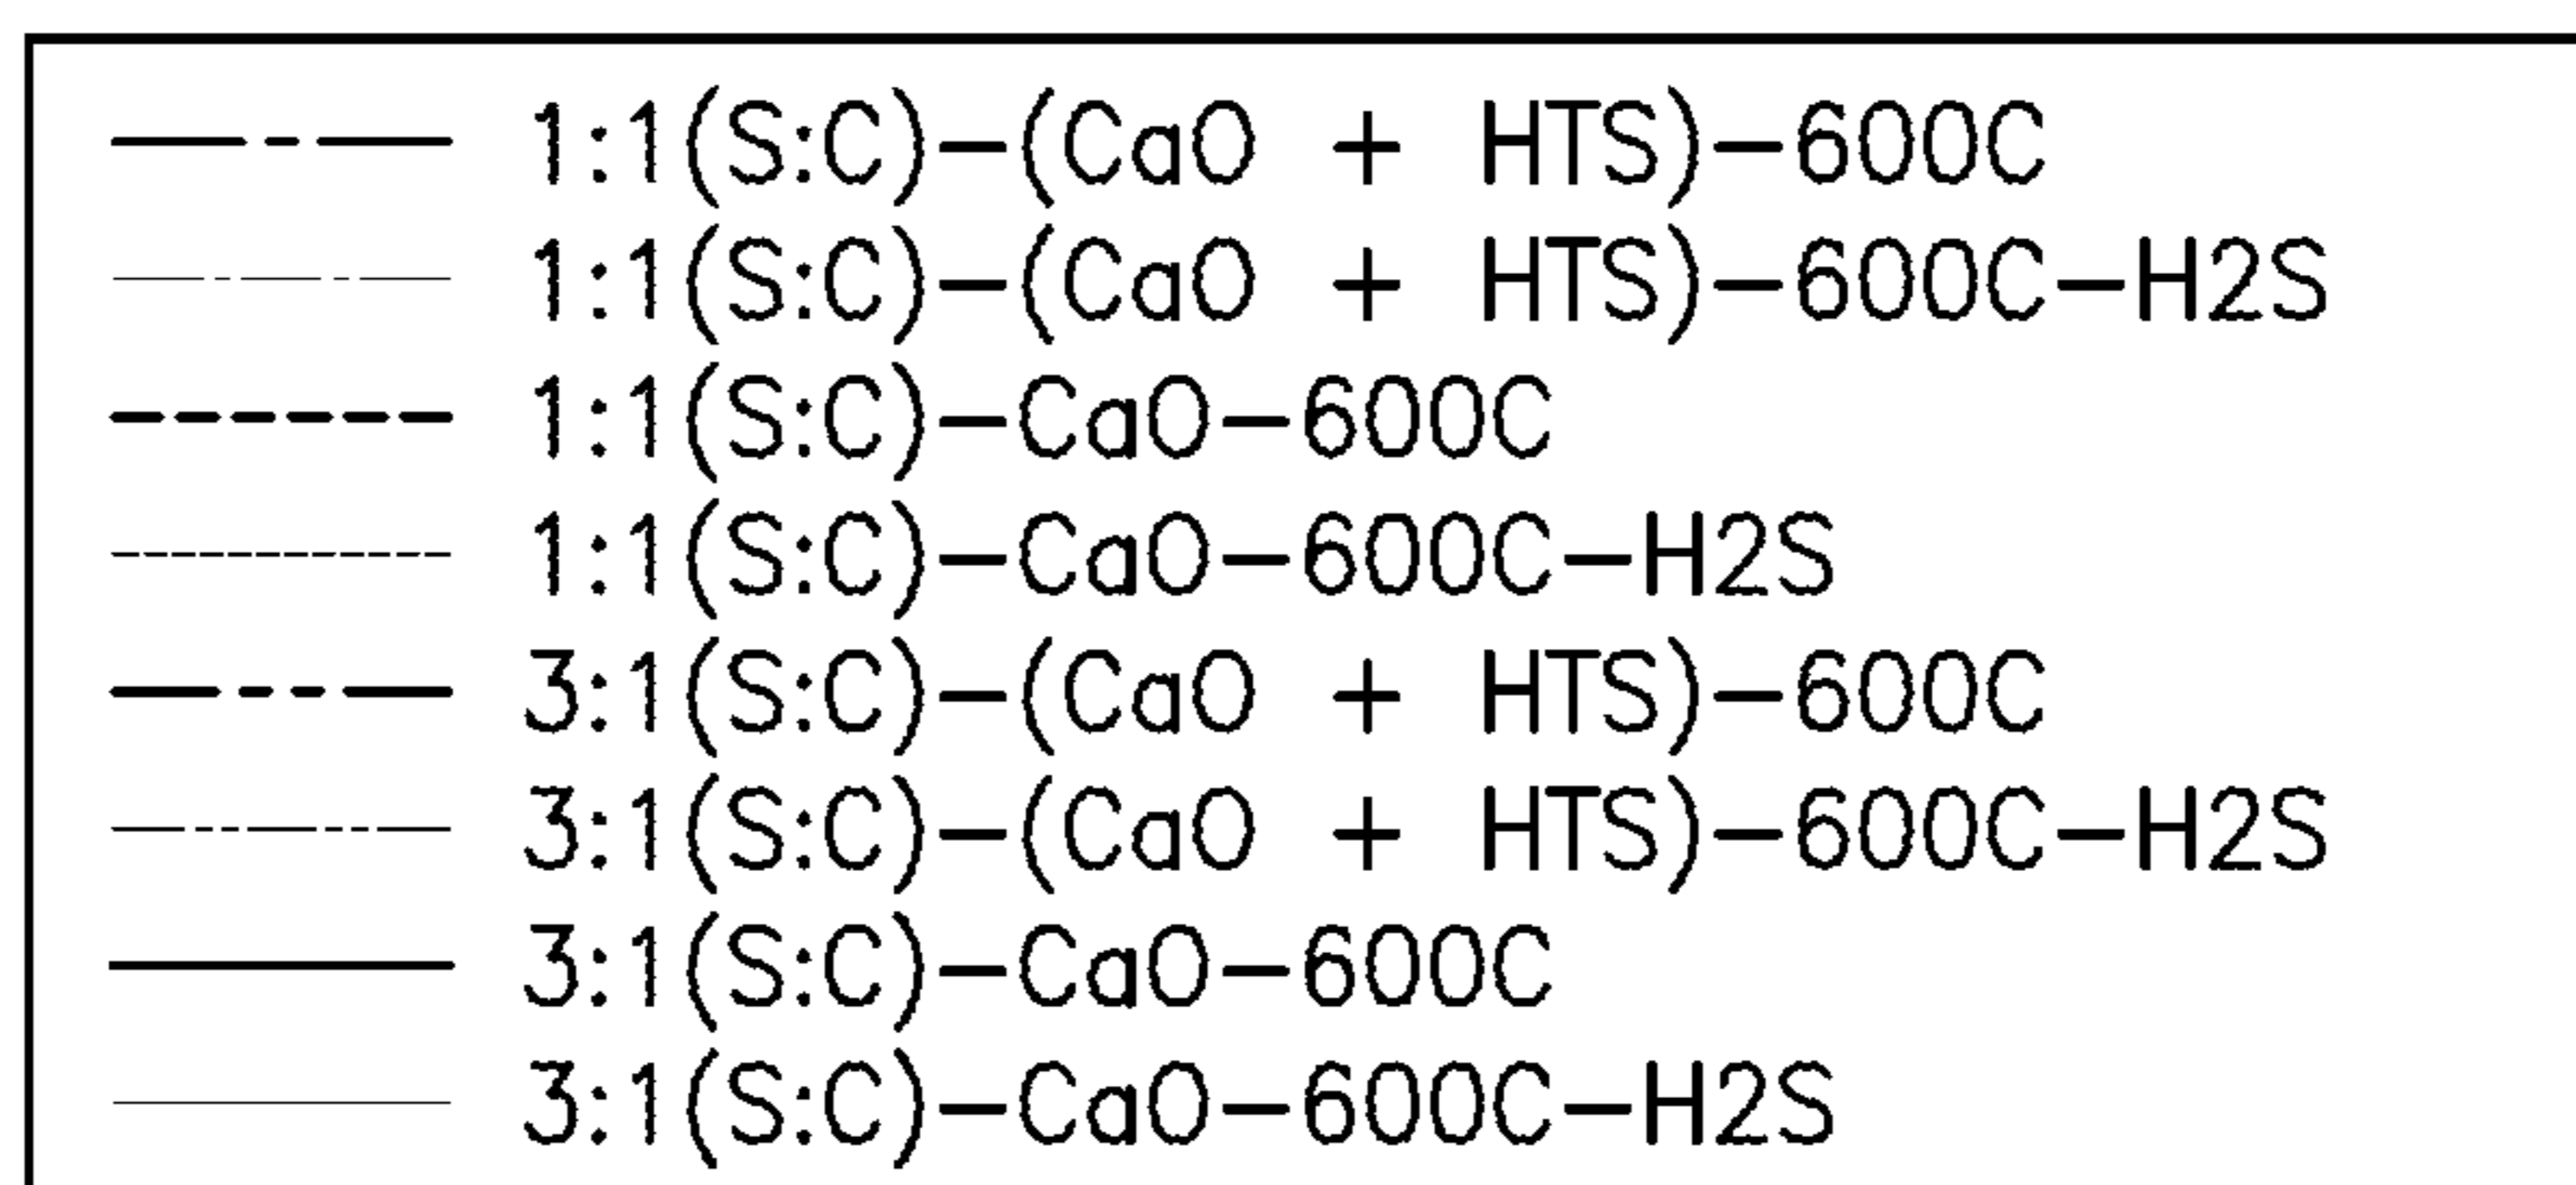 1:1(S:C)-(CaO + HTS)-600C
1:1(S:C)-(CaO + HTS)-600C-H2S
1:1(S:C)-CaO-600C
1:1(S:C)-CaO-600C-H2S
3:1(S:C)-(CaO + HTS)-600C
3:1(S:C)-(CaO + HTS)-600C-H2S
3:1(S:C)-CaO-600C
3:1(S:C)-CaO-600C-H2S